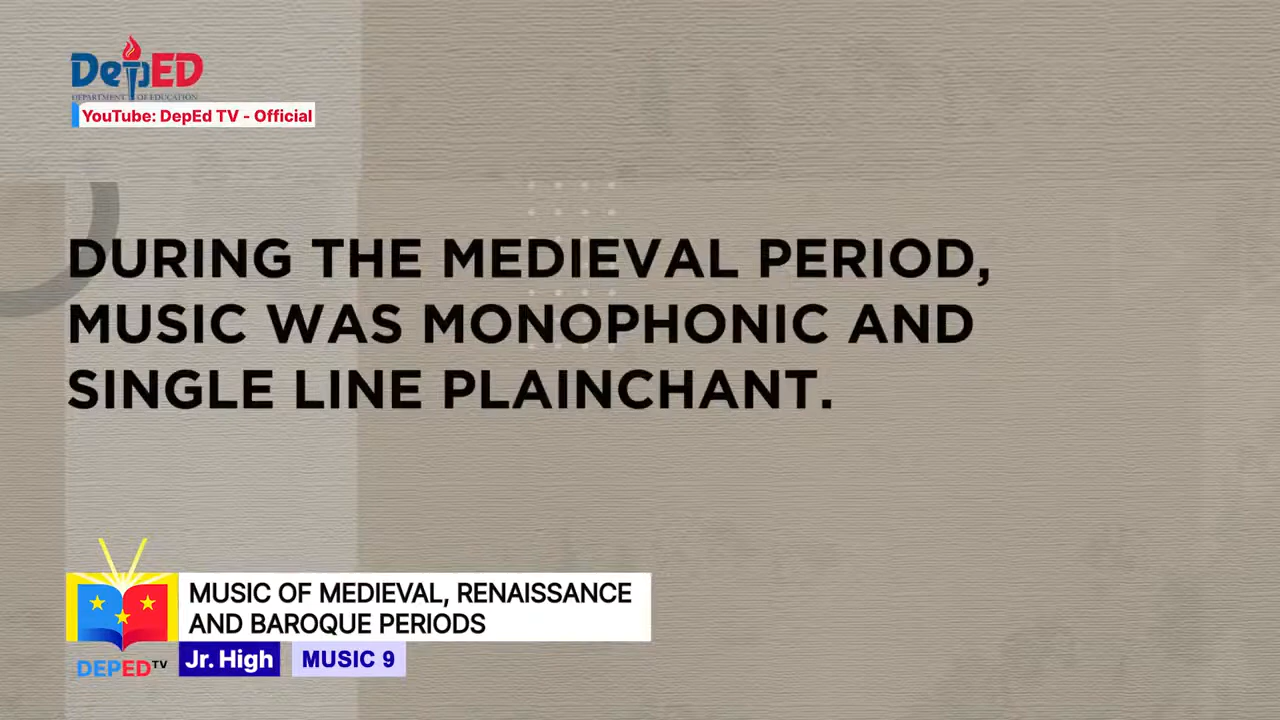 DepED
DEPARTMENT OF EDUCATION
YouTube: DepEd TV - Official
DURING THE MEDIEVAL PERIOD,
MUSIC WAS MONOPHONIC AND
SINGLE LINE PLAINCHANT.
MUSIC OF MEDIEVAL, RENAISSANCE
AND BAROQUE PERIODS
DEPED TV
Jr. High
MUSIC 9